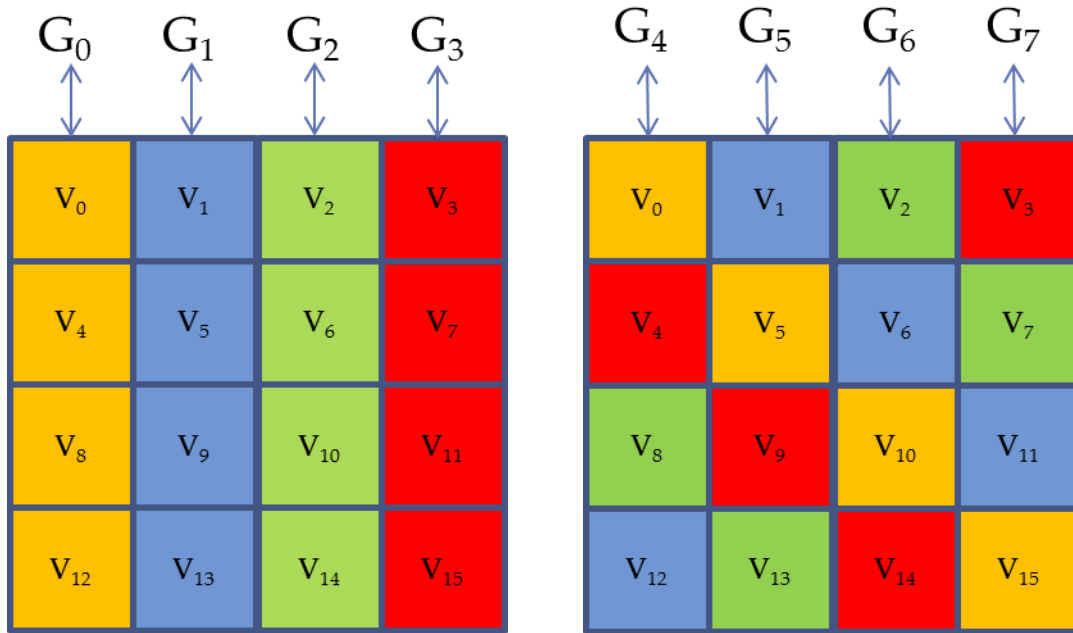 G₀ G₁ G₂ G₃ G₄ G₅ G₆ G₇
V₀ V₁ V₂ V₃ V₀ V₁ V₂ V₃
V₄ V₅ V₆ V₇ V₄ V₅ V₆ V₇
V₈ V₉ V₁₀ V₁₁ V₈ V₉ V₁₀ V₁₁
V₁₂ V₁₃ V₁₄ V₁₅ V₁₂ V₁₃ V₁₄ V₁₅